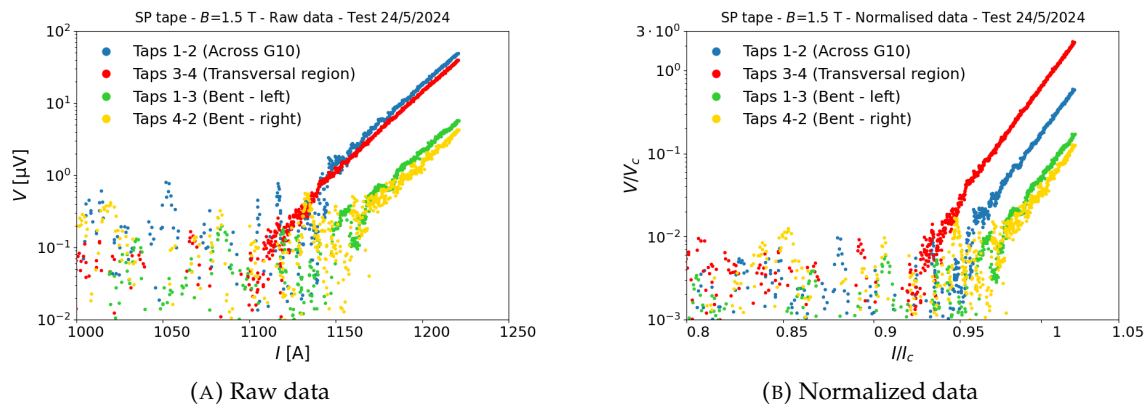 SP tape - B=1.5 T - Raw data - Test 24/5/2024
10²
10¹
10⁰
10⁻¹
10⁻²
V [µV]
Taps 1-2 (Across G10)
Taps 3-4 (Transversal region)
Taps 1-3 (Bent - left)
Taps 4-2 (Bent - right)
1000 1050 1100 1150 1200 1250
I [A]
(A) Raw data
SP tape - B=1.5 T - Normalised data - Test 24/5/2024
3·10⁰
10⁰
10⁻¹
10⁻²
10⁻³
V/Vc
Taps 1-2 (Across G10)
Taps 3-4 (Transversal region)
Taps 1-3 (Bent - left)
Taps 4-2 (Bent - right)
0.8 0.85 0.9 0.95 1 1.05
I/Ic
(B) Normalized data